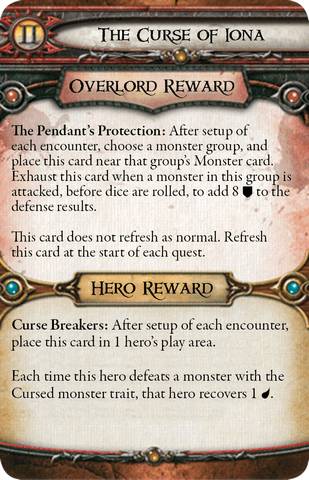 II
The Curse of Iona
Overlord Reward
The Pendant's Protection: After setup of
each encounter, choose a monster group, and
place this card near that group's Monster card.
Exhaust this card when a monster in this group is
attacked, before dice are rolled, to add 8 to the
defense results.
This card does not refresh as normal. Refresh
this card at the start of each quest.
Hero Reward
Curse Breakers: After setup of each encounter,
place this card in 1 hero's play area.
Each time this hero defeats a monster with the
Cursed monster trait, that hero recovers 1 .